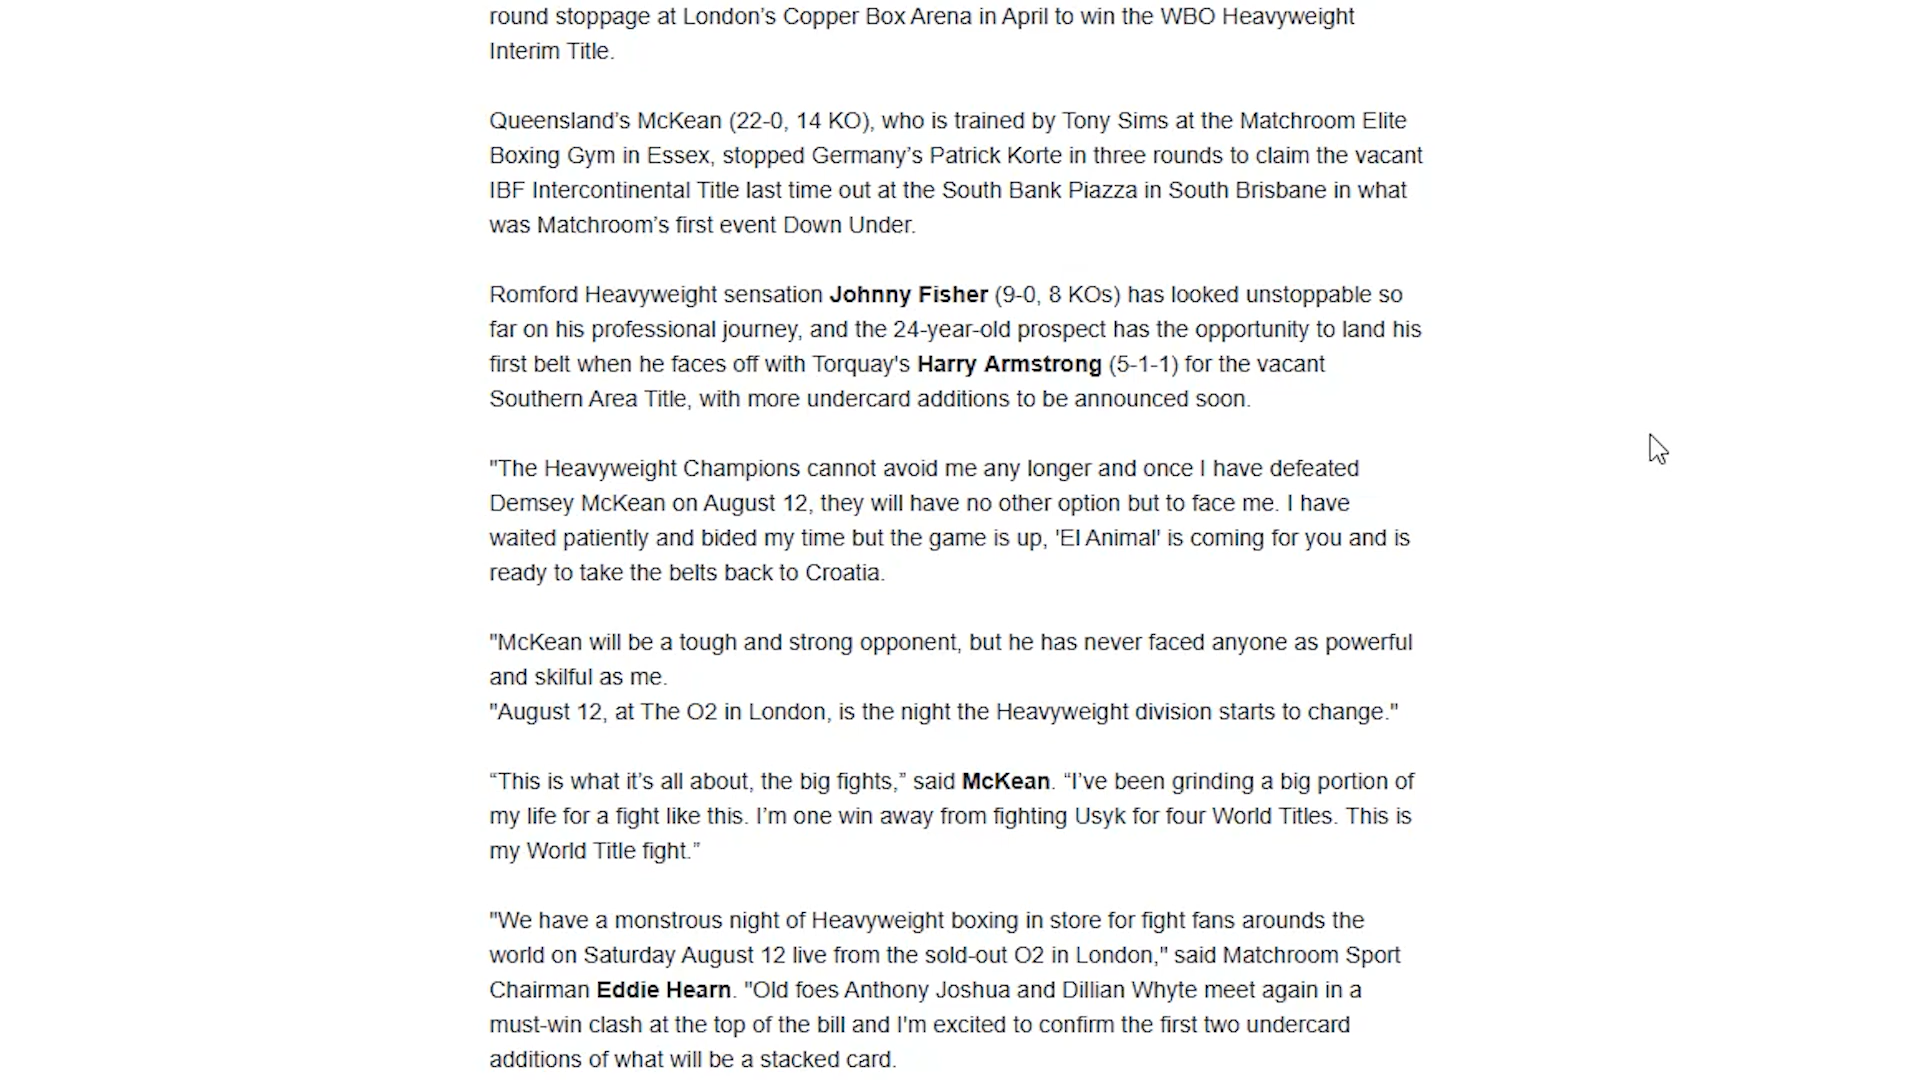 round stoppage at London’s Copper Box Arena in April to win the WBO Heavyweight
Interim Title.
Queensland’s McKean (22-0, 14 KO), who is trained by Tony Sims at the Matchroom Elite
Boxing Gym in Essex, stopped Germany’s Patrick Korte in three rounds to claim the vacant
IBF Intercontinental Title last time out at the South Bank Piazza in South Brisbane in what
was Matchroom’s first event Down Under.
Romford Heavyweight sensation Johnny Fisher (9-0, 8 KOs) has looked unstoppable so
far on his professional journey, and the 24-year-old prospect has the opportunity to land his
first belt when he faces off with Torquay's Harry Armstrong (5-1-1) for the vacant
Southern Area Title, with more undercard additions to be announced soon.
"The Heavyweight Champions cannot avoid me any longer and once I have defeated
Demsey McKean on August 12, they will have no other option but to face me. I have
waited patiently and bided my time but the game is up, 'El Animal' is coming for you and is
ready to take the belts back to Croatia.
"McKean will be a tough and strong opponent, but he has never faced anyone as powerful
and skilful as me.
"August 12, at The O2 in London, is the night the Heavyweight division starts to change."
“This is what it’s all about, the big fights,” said McKean. “I’ve been grinding a big portion of
my life for a fight like this. I’m one win away from fighting Usyk for four World Titles. This is
my World Title fight.”
"We have a monstrous night of Heavyweight boxing in store for fight fans arounds the
world on Saturday August 12 live from the sold-out O2 in London," said Matchroom Sport
Chairman Eddie Hearn. "Old foes Anthony Joshua and Dillian Whyte meet again in a
must-win clash at the top of the bill and I'm excited to confirm the first two undercard
additions of what will be a stacked card.